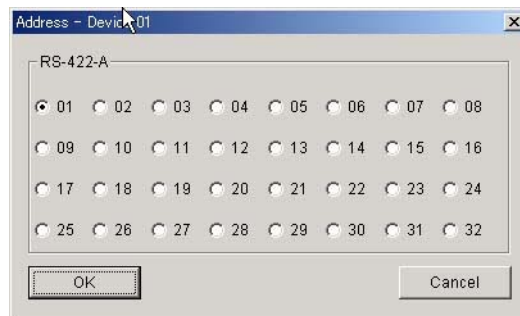 Address - Device 01
RS-422-A
01 02 03 04 05 06 07 08
09 10 11 12 13 14 15 16
17 18 19 20 21 22 23 24
25 26 27 28 29 30 31 32
OK Cancel